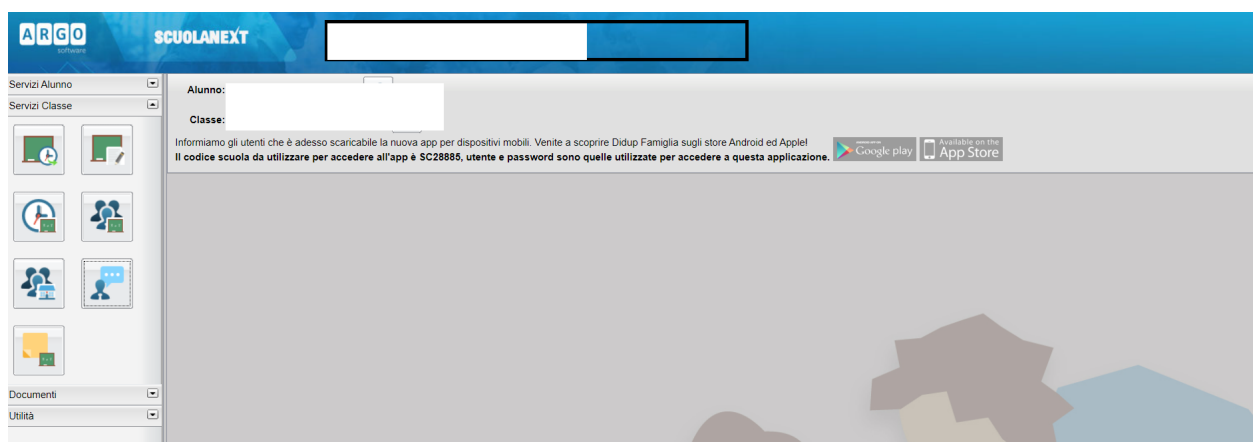 ARGO
software
SCUOLANEXT
Servizi Alunno
Servizi Classe
Documenti
Utilità
Alunno:
Classe:
Informiamo gli utenti che è adesso scaricabile la nuova app per dispositivi mobili. Venite a scoprire Didup Famiglia sugli store Android ed Apple!
Il codice scuola da utilizzare per accedere all'app è SC28885, utente e password sono quelle utilizzate per accedere a questa applicazione.
Google play
Available on the
App Store